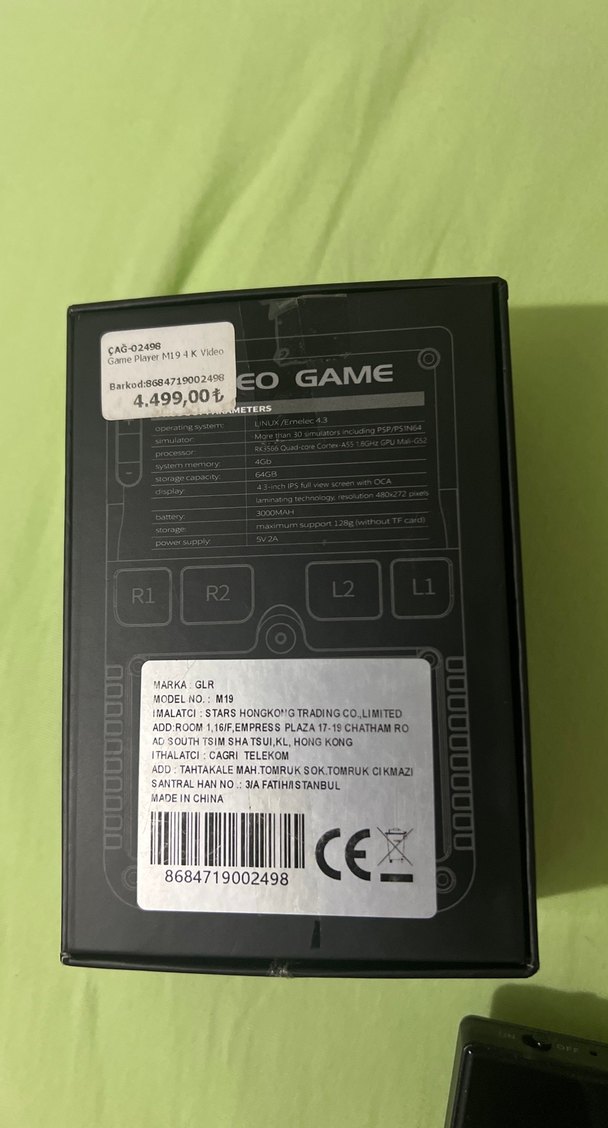 ÇAĞ-02498
Game Player M19 4 K Video
Barkod:8684719002498
4.499,00₺
EO GAME
PARAMETERS
operating system: LINUX /Emelec 4.3
simulator: More than 30 simulators including PSP/PS1N64
processor: RK3566 Quad-core Cortex-A55 1.8GHz GPU Mali-G52
system memory: 4Gb
storage capacity: 64GB
display: 4.3-inch IPS full view screen with OCA
laminating technology, resolution 480x272 pixels
battery: 3000MAH
storage: maximum support 128g (without TF card)
power supply: 5V 2A
R1 R2 L2 L1
MARKA : GLR
MODEL NO. : M19
IMALATCI : STARS HONGKONG TRADING CO.,LIMITED
ADD:ROOM 1,16/F,EMPRESS PLAZA 17-19 CHATHAM RO
AD SOUTH TSIM SHA TSUI,KL, HONG KONG
ITHALATCI : CAGRI TELEKOM
ADD : TAHTAKALE MAH.TOMRUK SOK.TOMRUK CIKMAZI
SANTRAL HAN NO .: 3/A FATIH/ISTANBUL
MADE IN CHINA
8684719002498
CE
ON OFF